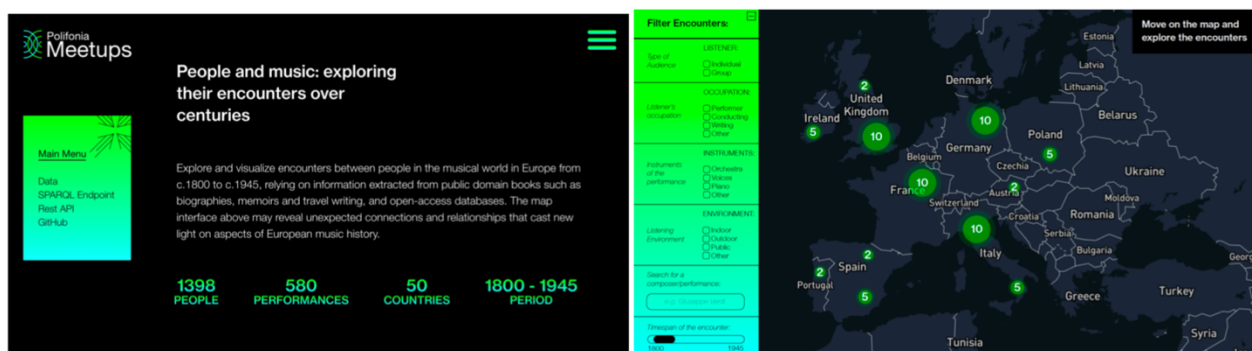 Polifonia
Meetups
People and music: exploring
their encounters over
centuries
Main Menu
Data
SPARQL Endpoint
Rest API
GitHub
Explore and visualize encounters between people in the musical world in Europe from
c.1800 to c.1945, relying on information extracted from public domain books such as
biographies, memoirs and travel writing, and open-access databases. The map
interface above may reveal unexpected connections and relationships that cast new
light on aspects of European music history.
1398
PEOPLE
580
PERFORMANCES
50
COUNTRIES
1800 - 1945
PERIOD
Filter Encounters:
Type of
Audience
LISTENER:
Individual
Group
Listener's
occupation
OCCUPATION:
Performer
Conducting
Writing
Other
Instruments
of the
performance
INSTRUMENTS:
Orchestra
Voices
Piano
Other
Listening
Environment
ENVIRONMENT:
Indoor
Outdoor
Public
Other
Search for a
composer/performance:
e.g. Giuseppe Verdi
Timespan of the encounter:
1800
1945
Move on the map and
explore the encounters
Estonia
Latvia
Lithuania
Denmark
2
United
Kingdom
Ireland
5
10
10
Belarus
Poland
5
Germany
Belgium
Czechia
Ukraine
10
France
2
Austria
Moldova
Switzerland
Croatia
Romania
10
Serbia
Italy
Bulgaria
Georg
2
Spain
2
Portugal
5
5
Greece
Turkey
Syria
Tunisia